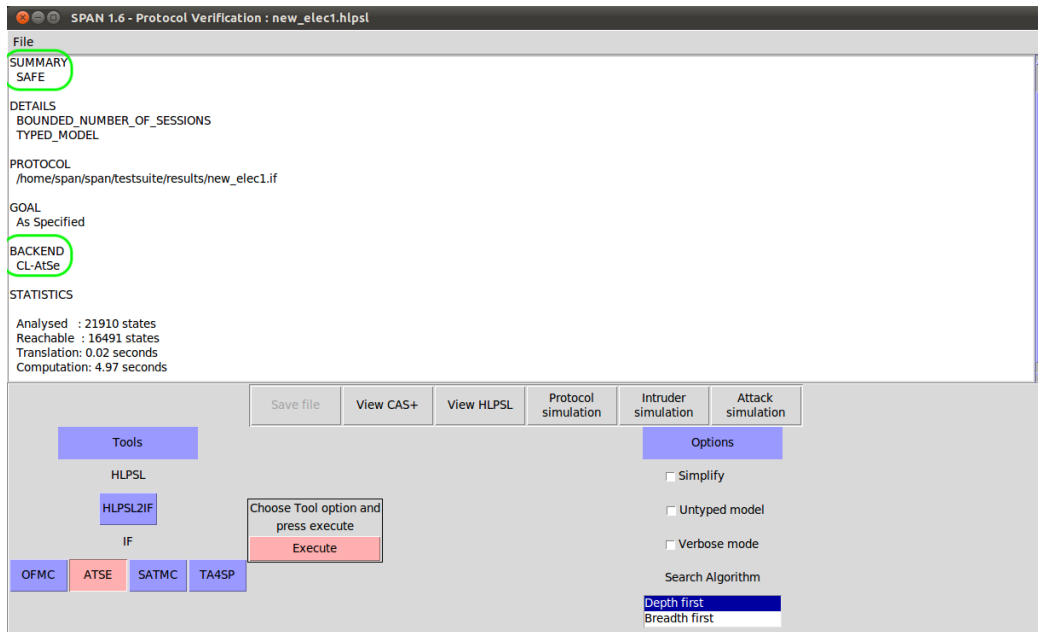 SPAN 1.6 - Protocol Verification : new_elec1.hlpsl
File
SUMMARY
SAFE
DETAILS
BOUNDED_NUMBER_OF_SESSIONS
TYPED_MODEL
PROTOCOL
/home/span/span/testsuite/results/new_elec1.if
GOAL
As Specified
BACKEND
CL-AtSe
STATISTICS
Analysed : 21910 states
Reachable : 16491 states
Translation: 0.02 seconds
Computation: 4.97 seconds
Save file
View CAS+
View HLPSL
Protocol
simulation
Intruder
simulation
Attack
simulation
Tools
HLPSL
HLPSL2IF
IF
OFMC
ATSE
SATMC
TA4SP
Choose Tool option and
press execute
Execute
Options
Simplify
Untyped model
Verbose mode
Search Algorithm
Depth first
Breadth first